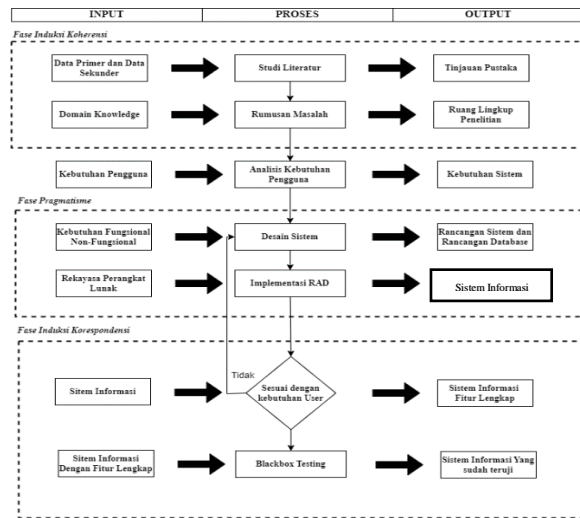 INPUT PROSES OUTPUT
Fase Induksi Koherensi
Data Primer dan Data
Sekunder
Studi Literatur
Tinjauan Pustaka
Domain Knowledge
Rumusan Masalah
Ruang Lingkup
Penelitian
Kebutuhan Pengguna
Analisis Kebutuhan
Pengguna
Kebutuhan Sistem
Fase Pragmatisme
Kebutuhan Fungsional
Non-Fungsional
Desain Sistem
Rancangan Sistem dan
Rancangan Database
Rekayasa Perangkat
Lunak
Implementasi RAD
Sistem Informasi
Fase Induksi Korespondensi
Tidak
Sitem Informasi
Sesuai dengan
kebutuhan User
Sistem Informasi
Fitur Lengkap
Sitem Informasi
Dengan Fitur Lengkap
Blackbox Testing
Sistem Informasi Yang
sudah teruji